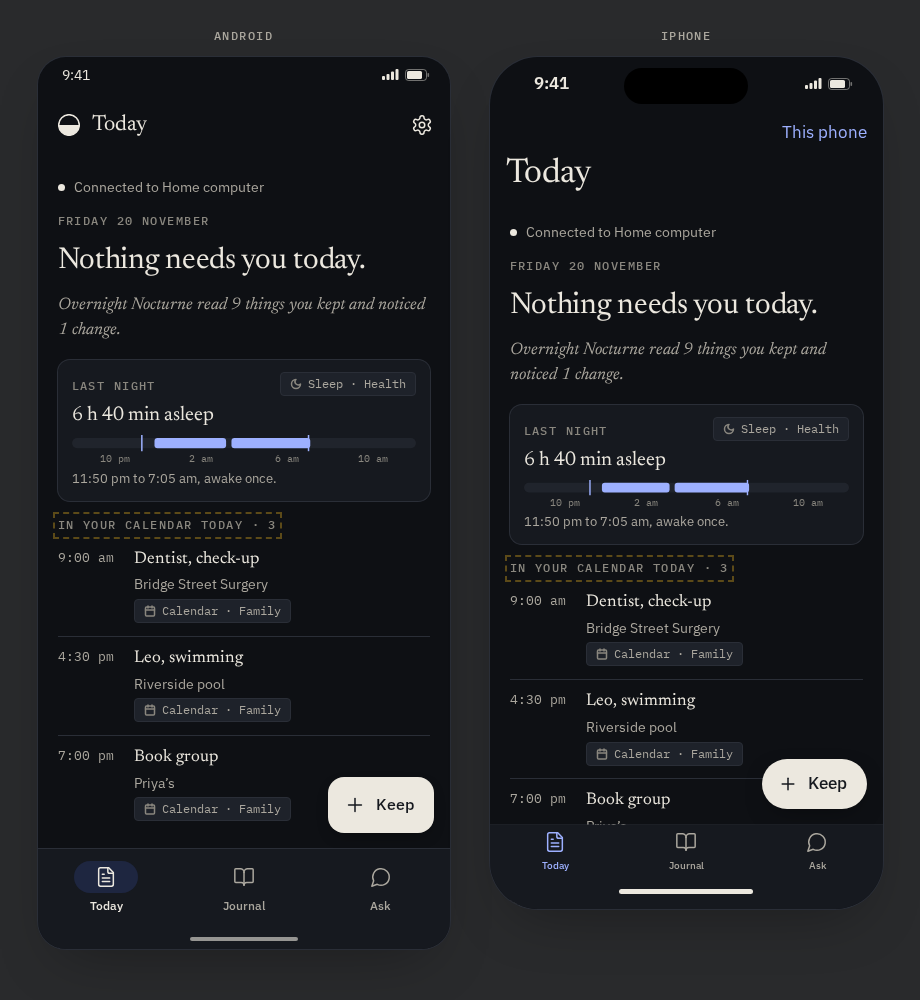 ANDROID
9:41
Today
Connected to Home computer
FRIDAY 20 NOVEMBER
Nothing needs you today.
Overnight Nocturne read 9 things you kept and noticed
1 change.
LAST NIGHT
Sleep · Health
6 h 40 min asleep
10 pm 2 am 6 am 10 am
11:50 pm to 7:05 am, awake once.
IN YOUR CALENDAR TODAY · 3
9:00 am Dentist, check-up
Bridge Street Surgery
Calendar · Family
4:30 pm Leo, swimming
Riverside pool
Calendar · Family
7:00 pm Book group
Priya's
Calendar · Family
Keep
Today Journal Ask
IPHONE
9:41
This phone
Today
Connected to Home computer
FRIDAY 20 NOVEMBER
Nothing needs you today.
Overnight Nocturne read 9 things you kept and
noticed 1 change.
LAST NIGHT
Sleep · Health
6 h 40 min asleep
10 pm 2 am 6 am 10 am
11:50 pm to 7:05 am, awake once.
IN YOUR CALENDAR TODAY · 3
9:00 am Dentist, check-up
Bridge Street Surgery
Calendar · Family
4:30 pm Leo, swimming
Riverside pool
Calendar · Family
7:00 pm Book group
Keep
Today Journal Ask